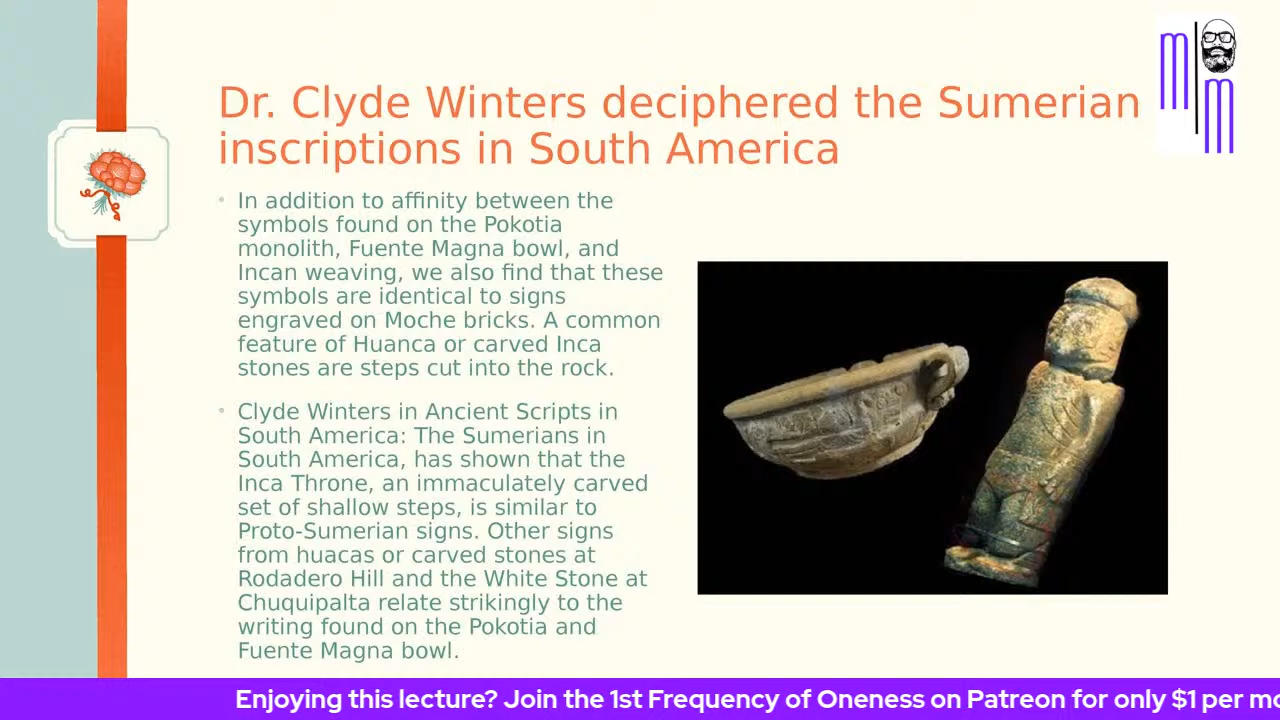 Dr. Clyde Winters deciphered the Sumerian
inscriptions in South America
m
m
In addition to affinity between the
symbols found on the Pokotia
monolith, Fuente Magna bowl, and
Incan weaving, we also find that these
symbols are identical to signs
engraved on Moche bricks. A common
feature of Huanca or carved Inca
stones are steps cut into the rock.
Clyde Winters in Ancient Scripts in
South America: The Sumerians in
South America, has shown that the
Inca Throne, an immaculately carved
set of shallow steps, is similar to
Proto-Sumerian signs. Other signs
from huacas or carved stones at
Rodadero Hill and the White Stone at
Chuquipalta relate strikingly to the
writing found on the Pokotia and
Fuente Magna bowl.
Enjoying this lecture? Join the 1st Frequency of Oneness on Patreon for only $1 per mo